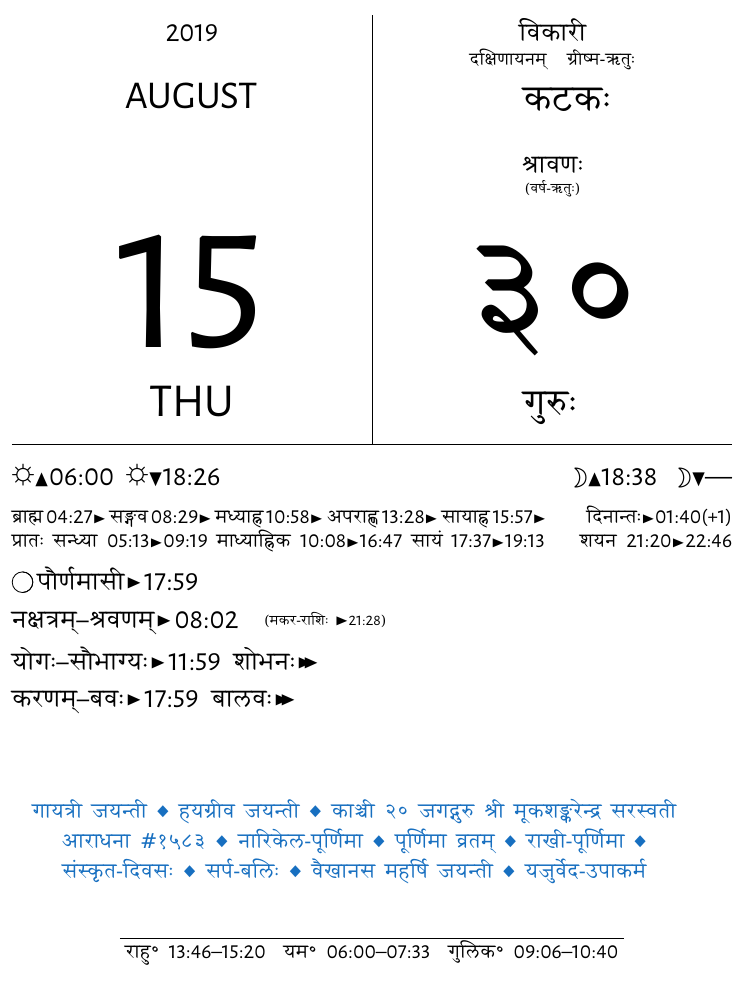 2019
AUGUST
15
THU
विकारी
दक्षिणायनम् ग्रीष्म-ऋतुः
कटकः
श्रावणः
(वर्ष-ऋतुः)
३०
गुरुः
☼▲06:00 ☼▼18:26
☽▲18:38 ☽▼—
ब्राह्म 04:27► सङ्गव 08:29► मध्याह्न 10:58► अपराह्ण 13:28► सायाह्न 15:57► दिनान्तः►01:40(+1)
प्रातः सन्ध्या 05:13►09:19 माध्याह्निक 10:08►16:47 सायं 17:37►19:13 शयन 21:20►22:46
○ पौर्णमासी►17:59
नक्षत्रम्–श्रवणम्►08:02 (मकर-राशिः ►21:28)
योगः–सौभाग्यः►11:59 शोभनः►►
करणम्–बवः►17:59 बालवः►►
गायत्री जयन्ती ◆ हयग्रीव जयन्ती ◆ काञ्ची २० जगद्गुरु श्री मूकशङ्करेन्द्र सरस्वती
आराधना #१५८३ ◆ नारिकेल-पूर्णिमा ◆ पूर्णिमा व्रतम् ◆ राखी-पूर्णिमा ◆
संस्कृत-दिवसः ◆ सर्प-बलिः ◆ वैखानस महर्षि जयन्ती ◆ यजुर्वेद-उपाकर्म
राहु° 13:46–15:20 यम° 06:00–07:33 गुलिक° 09:06–10:40